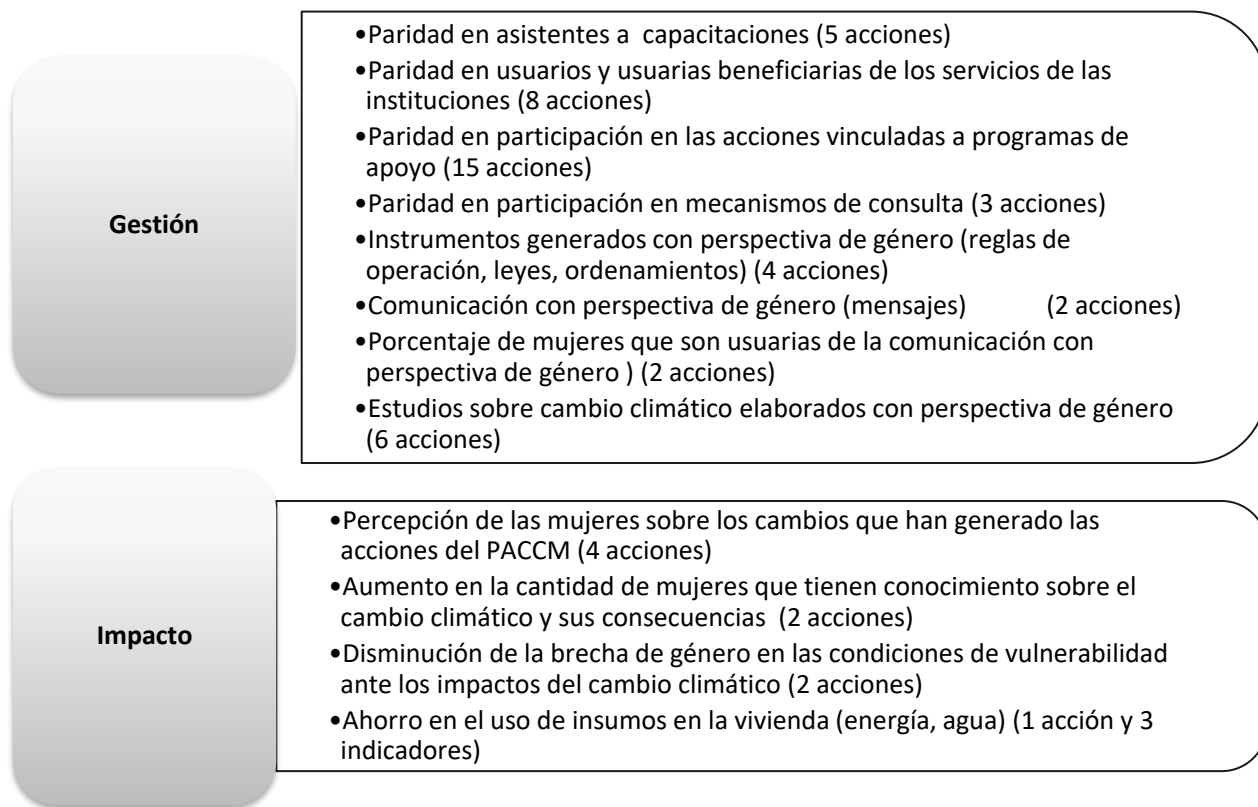 Gestión
•Paridad en asistentes a  capacitaciones (5 acciones)
•Paridad en usuarios y usuarias beneficiarias de los servicios de las
instituciones (8 acciones)
•Paridad en participación en las acciones vinculadas a programas de
apoyo (15 acciones)
•Paridad en participación en mecanismos de consulta (3 acciones)
•Instrumentos generados con perspectiva de género (reglas de
operación, leyes, ordenamientos) (4 acciones)
•Comunicación con perspectiva de género (mensajes) (2 acciones)
•Porcentaje de mujeres que son usuarias de la comunicación con
perspectiva de género ) (2 acciones)
•Estudios sobre cambio climático elaborados con perspectiva de género
(6 acciones)
Impacto
•Percepción de las mujeres sobre los cambios que han generado las
acciones del PACCM (4 acciones)
•Aumento en la cantidad de mujeres que tienen conocimiento sobre el
cambio climático y sus consecuencias  (2 acciones)
•Disminución de la brecha de género en las condiciones de vulnerabilidad
ante los impactos del cambio climático (2 acciones)
•Ahorro en el uso de insumos en la vivienda (energía, agua) (1 acción y 3
indicadores)